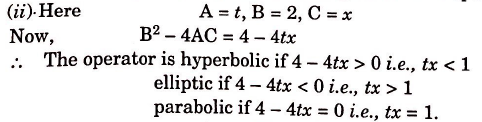 (ii) Here A = t, B = 2, C = x
Now, B² – 4AC = 4 – 4tx
∴ The operator is hyperbolic if 4 – 4tx > 0 i.e., tx < 1
elliptic if 4 – 4tx < 0 i.e., tx > 1
parabolic if 4 – 4tx = 0 i.e., tx = 1.